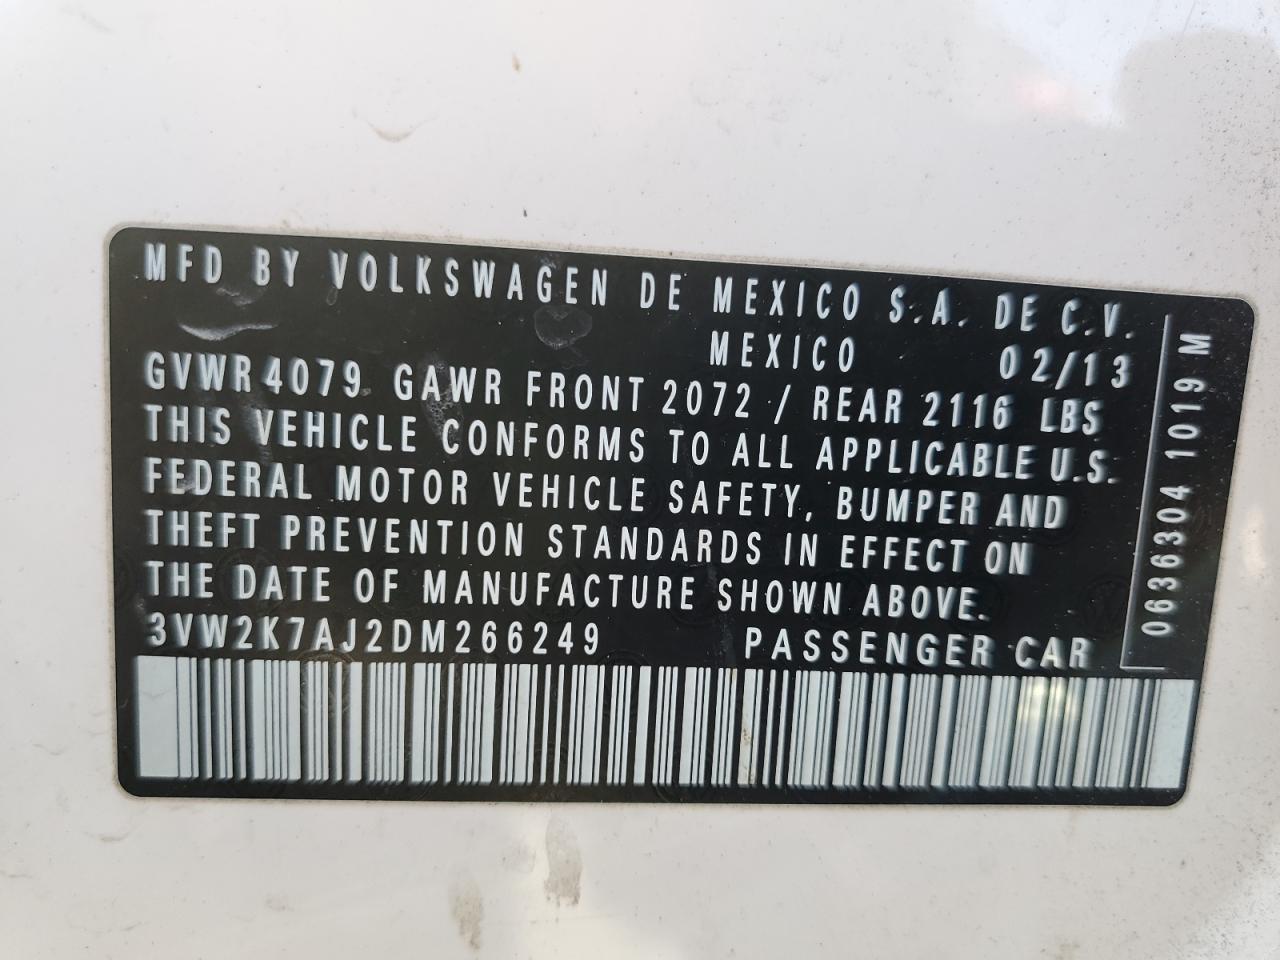 MFD BY VOLKSWAGEN DE MEXICO S.A. DE C.V.
MEXICO 02/13
GVWR 4079 GAWR FRONT 2072 / REAR 2116 LBS
THIS VEHICLE CONFORMS TO ALL APPLICABLE U.S.
FEDERAL MOTOR VEHICLE SAFETY, BUMPER AND
THEFT PREVENTION STANDARDS IN EFFECT ON
THE DATE OF MANUFACTURE SHOWN ABOVE.
3VW2K7AJ2DM266249 PASSENGER CAR
0636304 1019 M